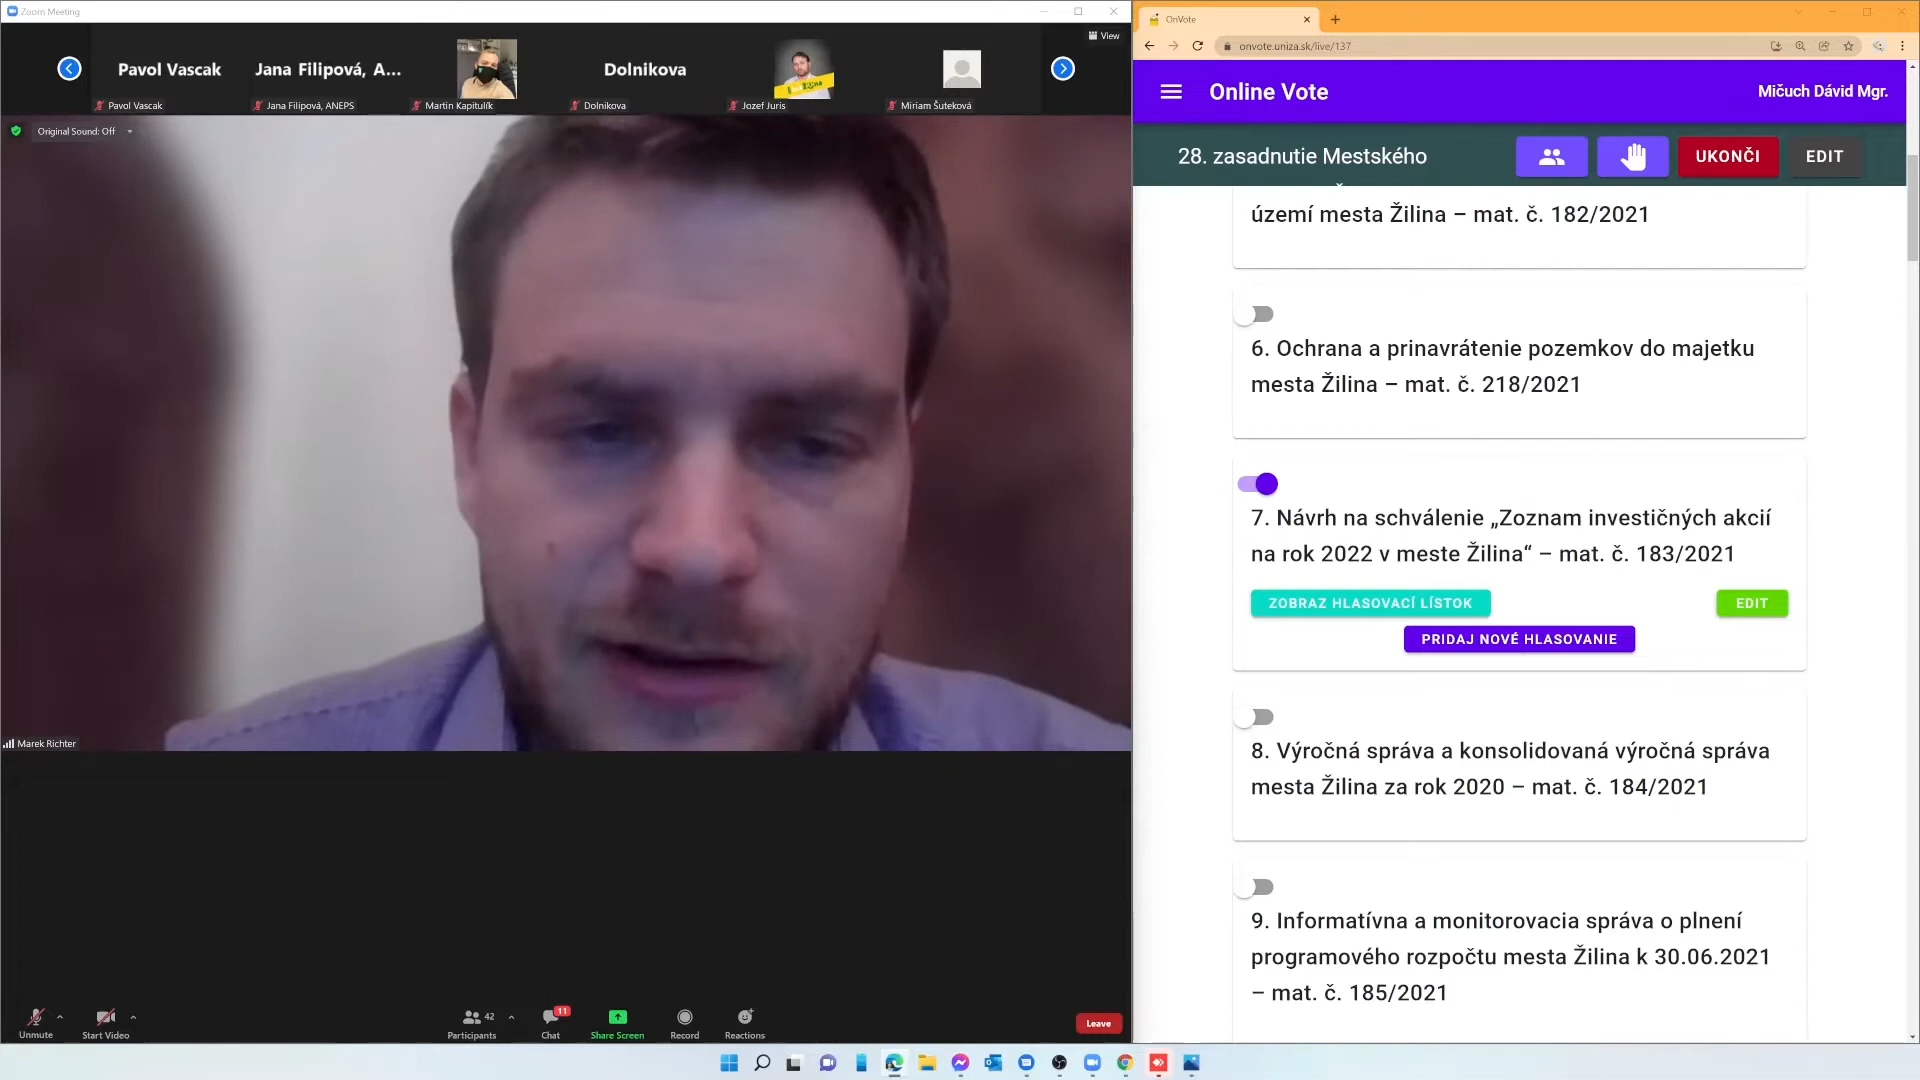 Zoom Meeting
View
Pavol Vascak
Jana Filipová, A...
Dolnikova
Pavol Vascak
Jana Filipová, ANEPS
Martin Kapitulík
Dolnikova
Jozef Juris
Miriam Šuteková
Original Sound: Off
Marek Richter
Unmute
Start Video
42
Participants
11
Chat
Share Screen
Record
Reactions
Leave
OnVote
onvote.uniza.sk/live/137
Online Vote
Mičuch Dávid Mgr.
28. zasadnutie Mestského
UKONČI
EDIT
území mesta Žilina – mat. č. 182/2021
6. Ochrana a prinavrátenie pozemkov do majetku
mesta Žilina – mat. č. 218/2021
7. Návrh na schválenie „Zoznam investičných akcií
na rok 2022 v meste Žilina“ – mat. č. 183/2021
ZOBRAZ HLASOVACÍ LÍSTOK
EDIT
PRIDAJ NOVÉ HLASOVANIE
8. Výročná správa a konsolidovaná výročná správa
mesta Žilina za rok 2020 – mat. č. 184/2021
9. Informatívna a monitorovacia správa o plnení
programového rozpočtu mesta Žilina k 30.06.2021
– mat. č. 185/2021